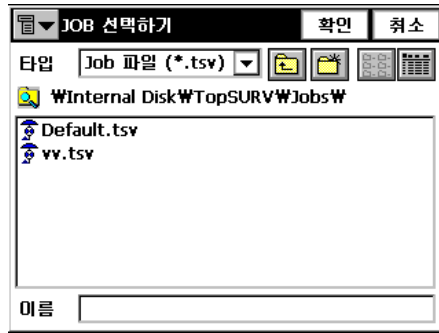 JOB 선택하기 확인 취소
타입 Job 파일 (*.tsv)
₩Internal Disk₩TopSURV₩Jobs₩
Default.tsv
vv.tsv
이름